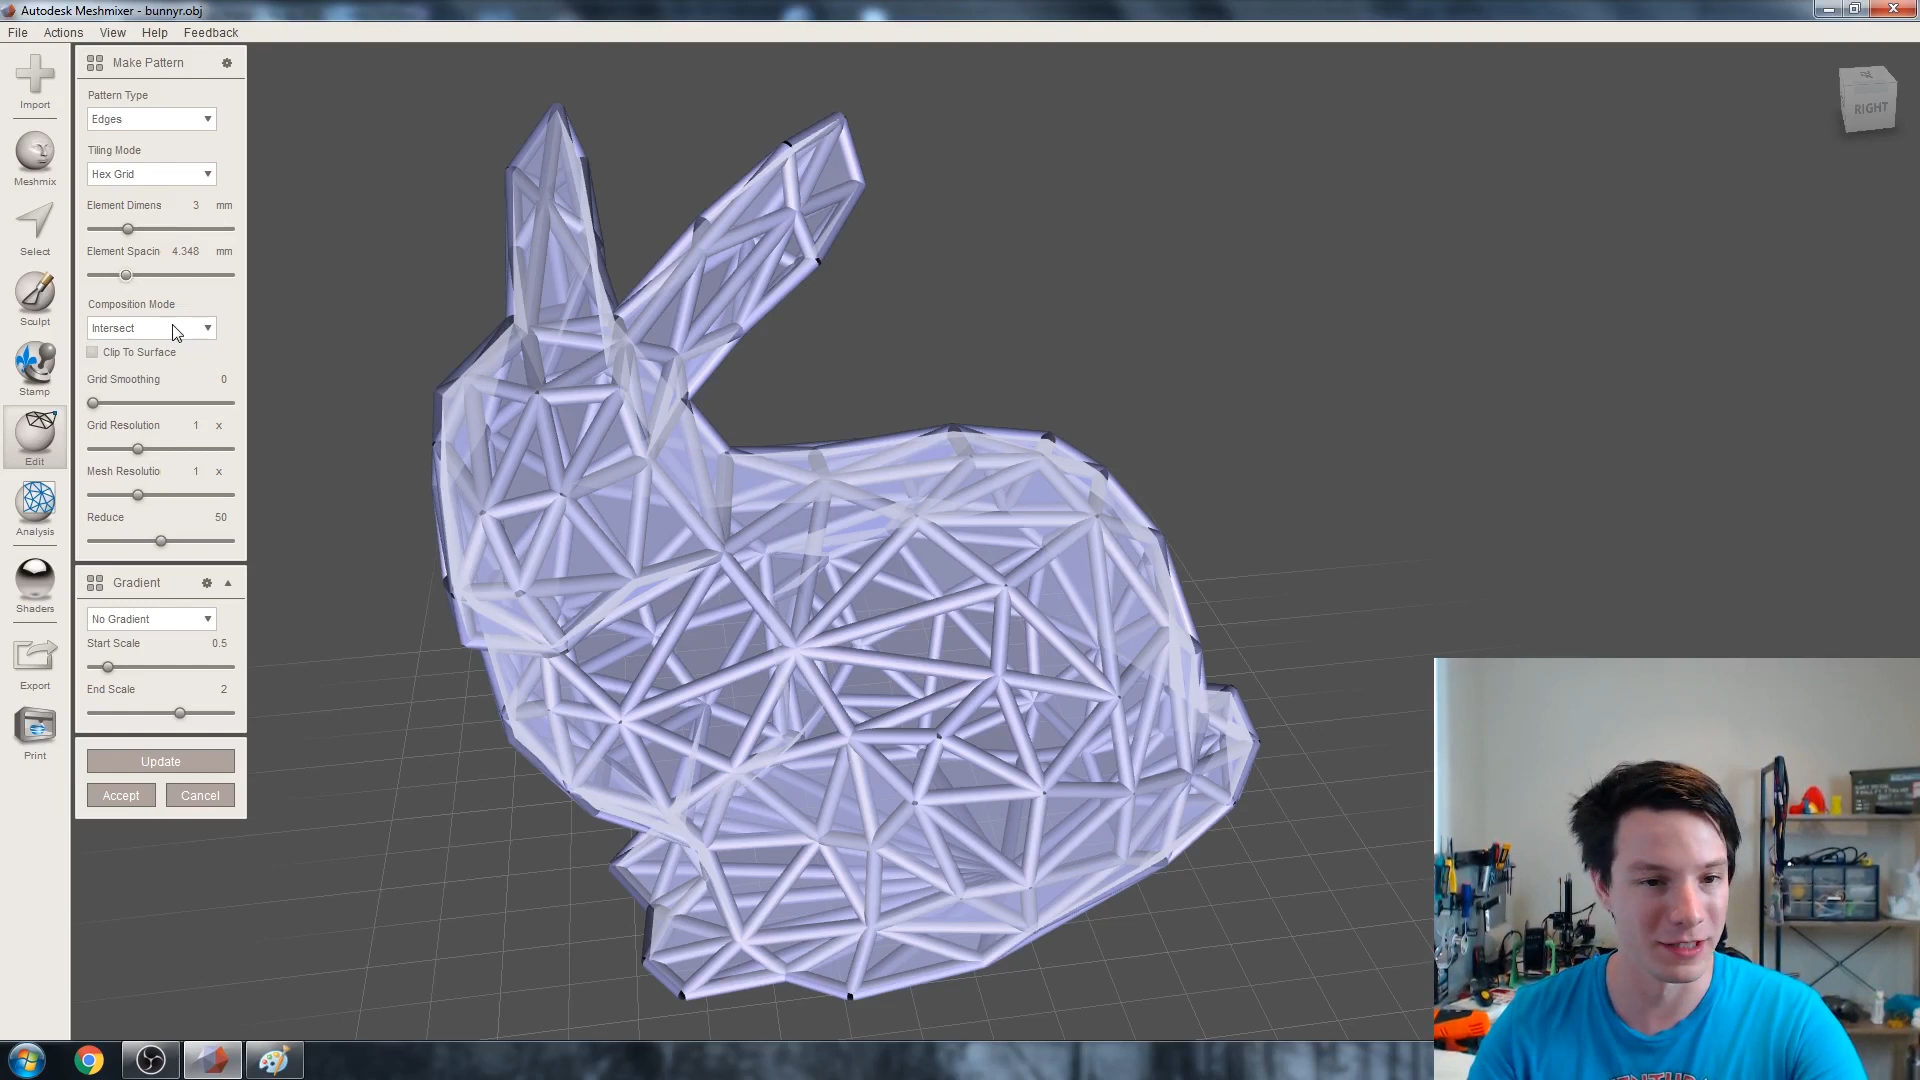 Autodesk Meshmixer - bunnyr.obj
File Actions View Help Feedback
Import
Meshmix
Select
Sculpt
Stamp
Edit
Analysis
Shaders
Export
Print
Make Pattern
Pattern Type
Edges
Tiling Mode
Hex Grid
Element Dimens 3 mm
Element Spacin 4.348 mm
Composition Mode
Intersect
Clip To Surface
Grid Smoothing 0
Grid Resolution 1 x
Mesh Resolutio 1 x
Reduce 50
Gradient
No Gradient
Start Scale 0.5
End Scale 2
Update
Accept Cancel
RIGHT